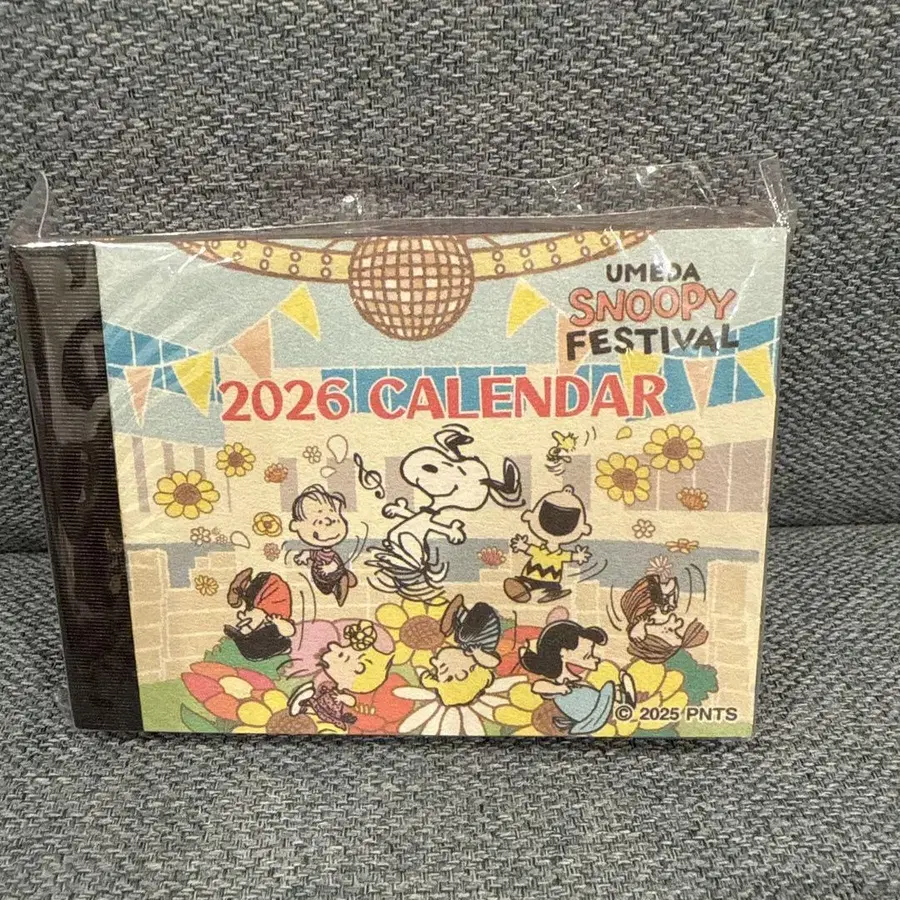 UMEDA
SNOOPY
FESTIVAL
2026 CALENDAR
© 2025 PNTS